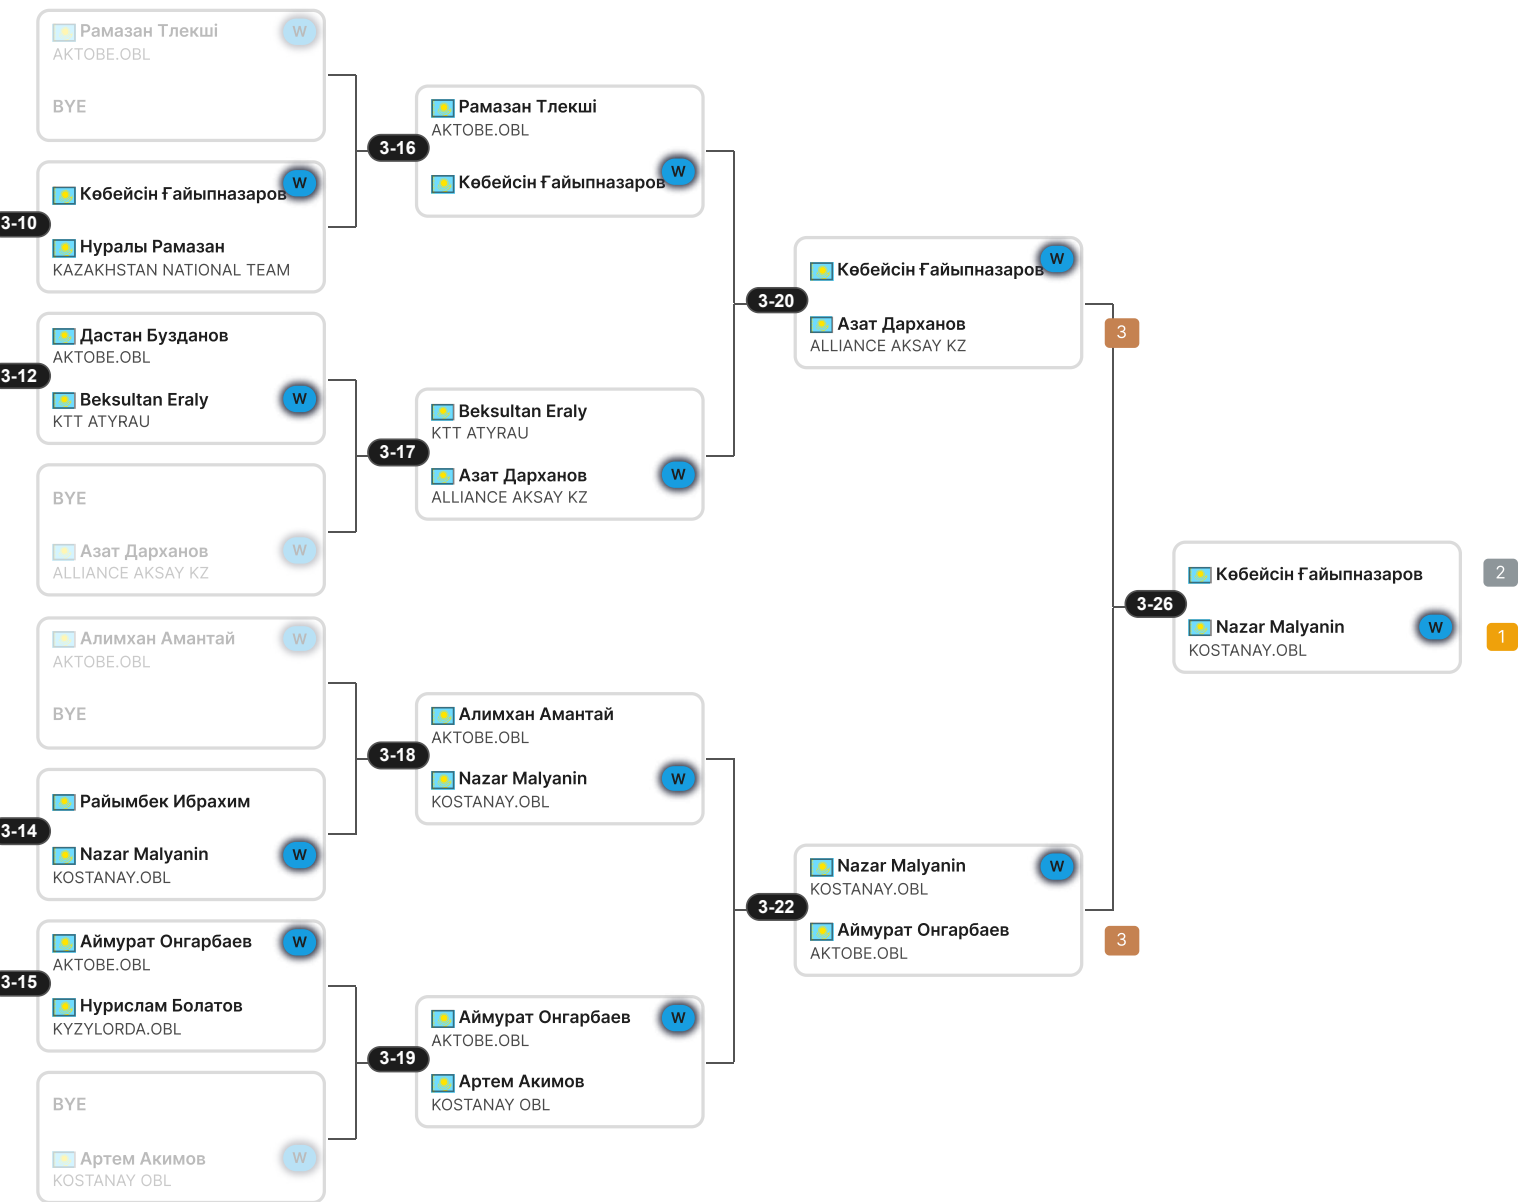 Рамазан Тлекші
W
AKTOBE.OBL
BYE
3-10
Көбейсін Ғайыпназаров
W
Нуралы Рамазан
KAZAKHSTAN NATIONAL TEAM
3-12
Дастан Бузданов
AKTOBE.OBL
Beksultan Eraly
W
KTT ATYRAU
BYE
Азат Дарханов
W
ALLIANCE AKSAY KZ
Алимхан Амантай
W
AKTOBE.OBL
BYE
3-14
Райымбек Ибрахим
Nazar Malyanin
W
KOSTANAY.OBL
3-15
Аймурат Онгарбаев
W
AKTOBE.OBL
Нурислам Болатов
KYZYLORDA.OBL
BYE
Артем Акимов
W
KOSTANAY OBL
3-16
Рамазан Тлекші
AKTOBE.OBL
Көбейсін Ғайыпназаров
W
3-17
Beksultan Eraly
KTT ATYRAU
Азат Дарханов
W
ALLIANCE AKSAY KZ
3-18
Алимхан Амантай
AKTOBE.OBL
Nazar Malyanin
W
KOSTANAY.OBL
3-19
Аймурат Онгарбаев
W
AKTOBE.OBL
Артем Акимов
KOSTANAY OBL
3-20
Көбейсін Ғайыпназаров
W
Азат Дарханов
ALLIANCE AKSAY KZ
3
3-22
Nazar Malyanin
W
KOSTANAY.OBL
Аймурат Онгарбаев
AKTOBE.OBL
3
3-26
Көбейсін Ғайыпназаров
2
Nazar Malyanin
W
1
KOSTANAY.OBL